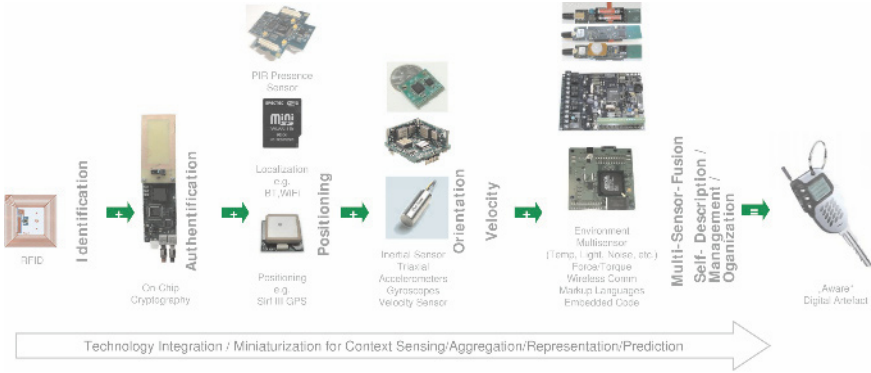 RFID
Identification
On-Chip
Cryptography
Authentification
PIR Presence
Sensor
mini
Localization
e.g.
BT,WiFi
Positioning
e.g.
Sirf III GPS
Positioning
Inertial Sensor
Triaxial
Accelerometers
Gyroscopes
Velocity Sensor
Orientation
Velocity
Environment
Multisensor
(Temp, Light, Noise, etc.)
Force/Torque
Wireless Comm
Markup Languages
Embedded Code
Multi-Sensor-Fusion
Self- Description /
Management /
Oganization
„Aware“
Digital Artefact
+
+
+
+
=
Technology Integration / Miniaturization for Context Sensing/Aggregation/Representation/Prediction